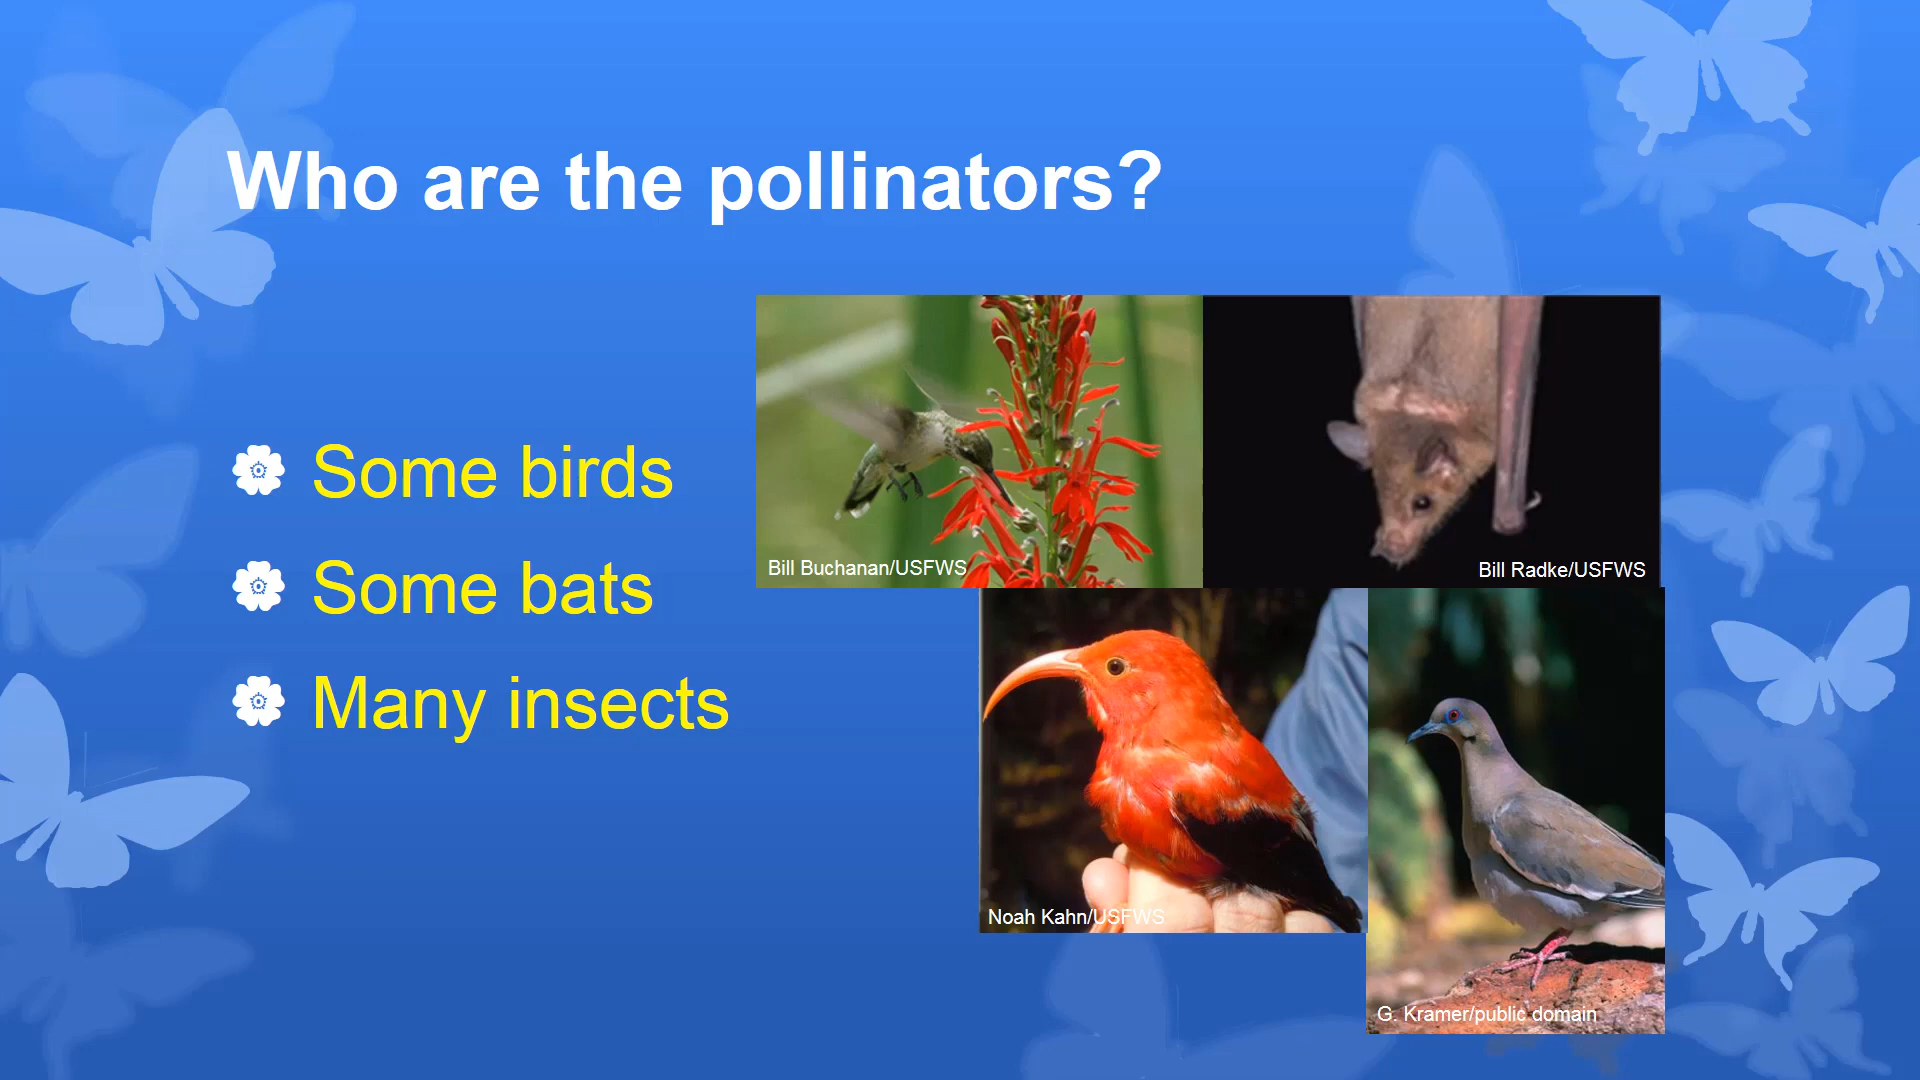 Who are the pollinators?
Some birds
Some bats
Many insects
Bill Buchanan/USFWS
Bill Radke/USFWS
Noah Kahn/USFWS
G. Kramer/public domain